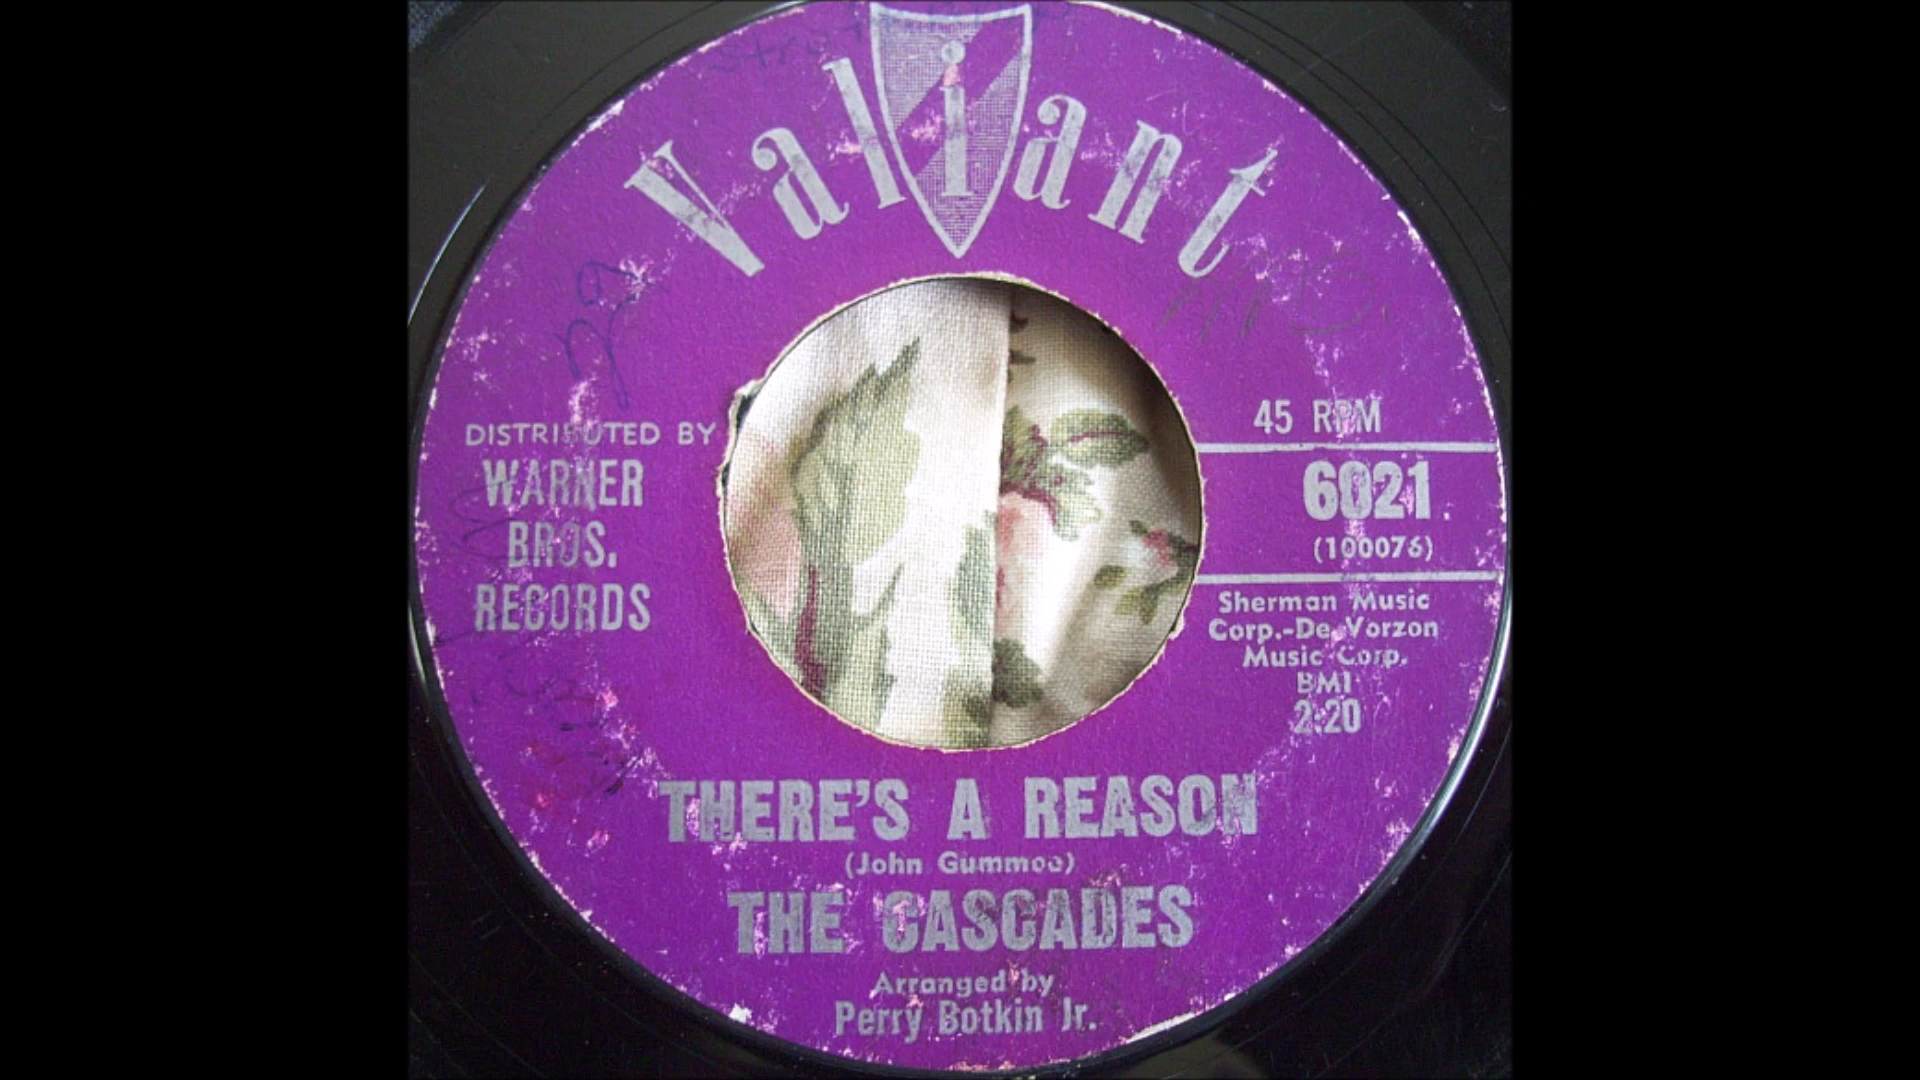 Valiant
29
DISTRIBUTED BY
WARNER
BROS.
RECORDS
45 RPM
6021
(100076)
Sherman Music
Corp.-De Vorzon
Music Corp.
BMI
2:20
THERE'S A REASON
(John Gummoe)
THE CASCADES
Arranged by
Perry Botkin Jr.